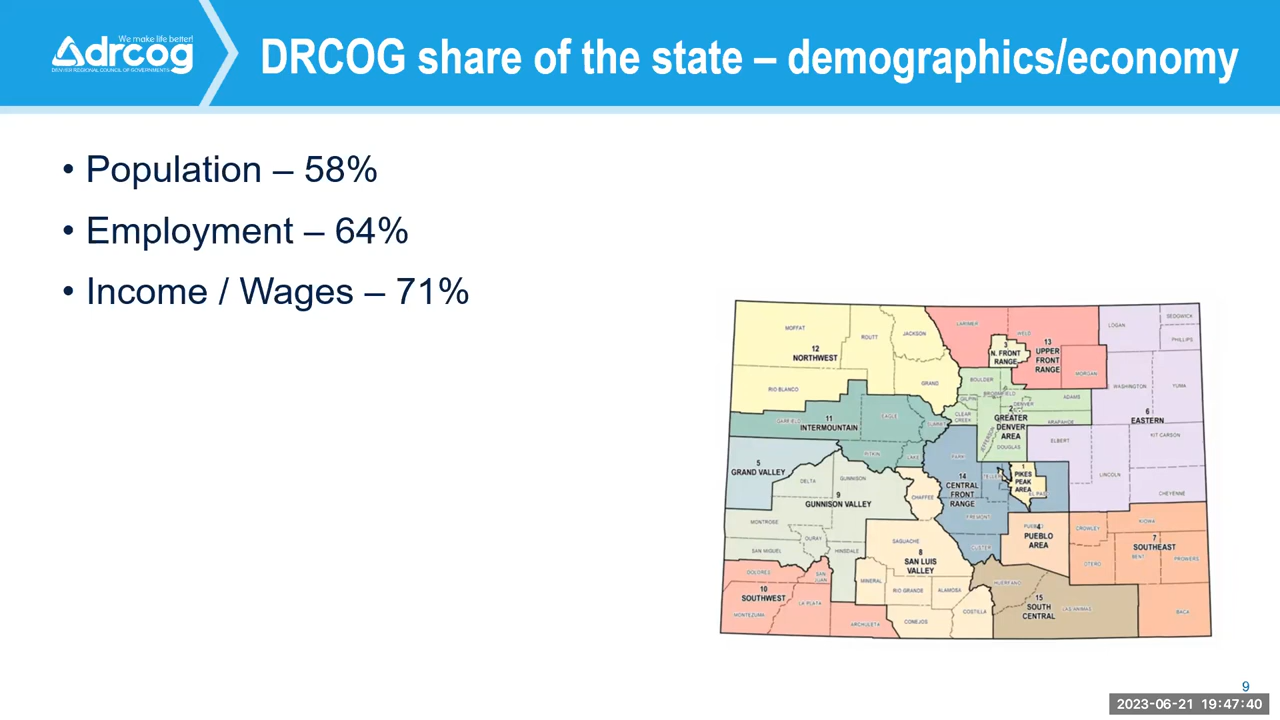 We make life better!
drcog
DENVER REGIONAL COUNCIL OF GOVERNMENTS
DRCOG share of the state – demographics/economy
• Population – 58%
• Employment – 64%
• Income / Wages – 71%
MOFFAT
ROUTT
JACKSON
LARIMER
WELD
LOGAN
SEDGWICK
PHILLIPS
12
NORTHWEST
3
N. FRONT
RANGE
13
UPPER
FRONT
RANGE
MORGAN
RIO BLANCO
GRAND
BOULDER
BROOMFIELD
GILPIN
DENVER
ADAMS
WASHINGTON
YUMA
CLEAR
CREEK
2
GREATER
DENVER
AREA
ARAPAHOE
JEFFERSON
DOUGLAS
6
EASTERN
GARFIELD
11
INTERMOUNTAIN
EAGLE
SUMMIT
PITKIN
LAKE
PARK
ELBERT
KIT CARSON
LINCOLN
CHEYENNE
5
GRAND VALLEY
DELTA
GUNNISON
9
GUNNISON VALLEY
CHAFFEE
14
CENTRAL
FRONT
RANGE
TELLER
1
PIKES
PEAK
AREA
EL PASO
FREMONT
CUSTER
MONTROSE
OURAY
SAN MIGUEL
HINSDALE
SAGUACHE
8
SAN LUIS
VALLEY
PUEBLO
4
PUEBLO
AREA
CROWLEY
KIOWA
7
SOUTHEAST
OTERO
BENT
PROWERS
DOLORES
SAN
JUAN
10
SOUTHWEST
MONTEZUMA
LA PLATA
ARCHULETA
MINERAL
RIO GRANDE
ALAMOSA
CONEJOS
COSTILLA
HUERFANO
15
SOUTH
CENTRAL
LAS ANIMAS
BACA
9
2023-06-21 19:47:40